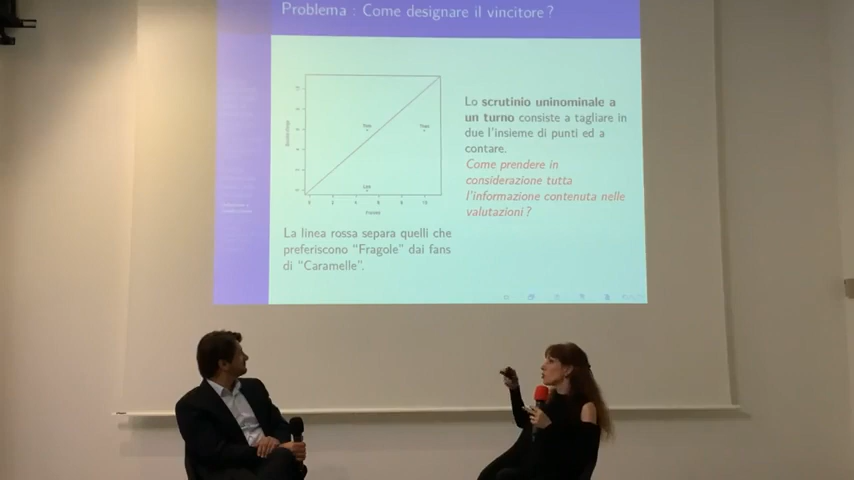 Problema : Come designare il vincitore ?
Lo scrutinio uninominale a
un turno consiste a tagliare in
due l'insieme di punti ed a
contare.
Come prendere in
considerazione tutta
l'informazione contenuta nelle
valutazioni ?
La linea rossa separa quelli che
preferiscono "Fragole" dai fans
di "Caramelle".